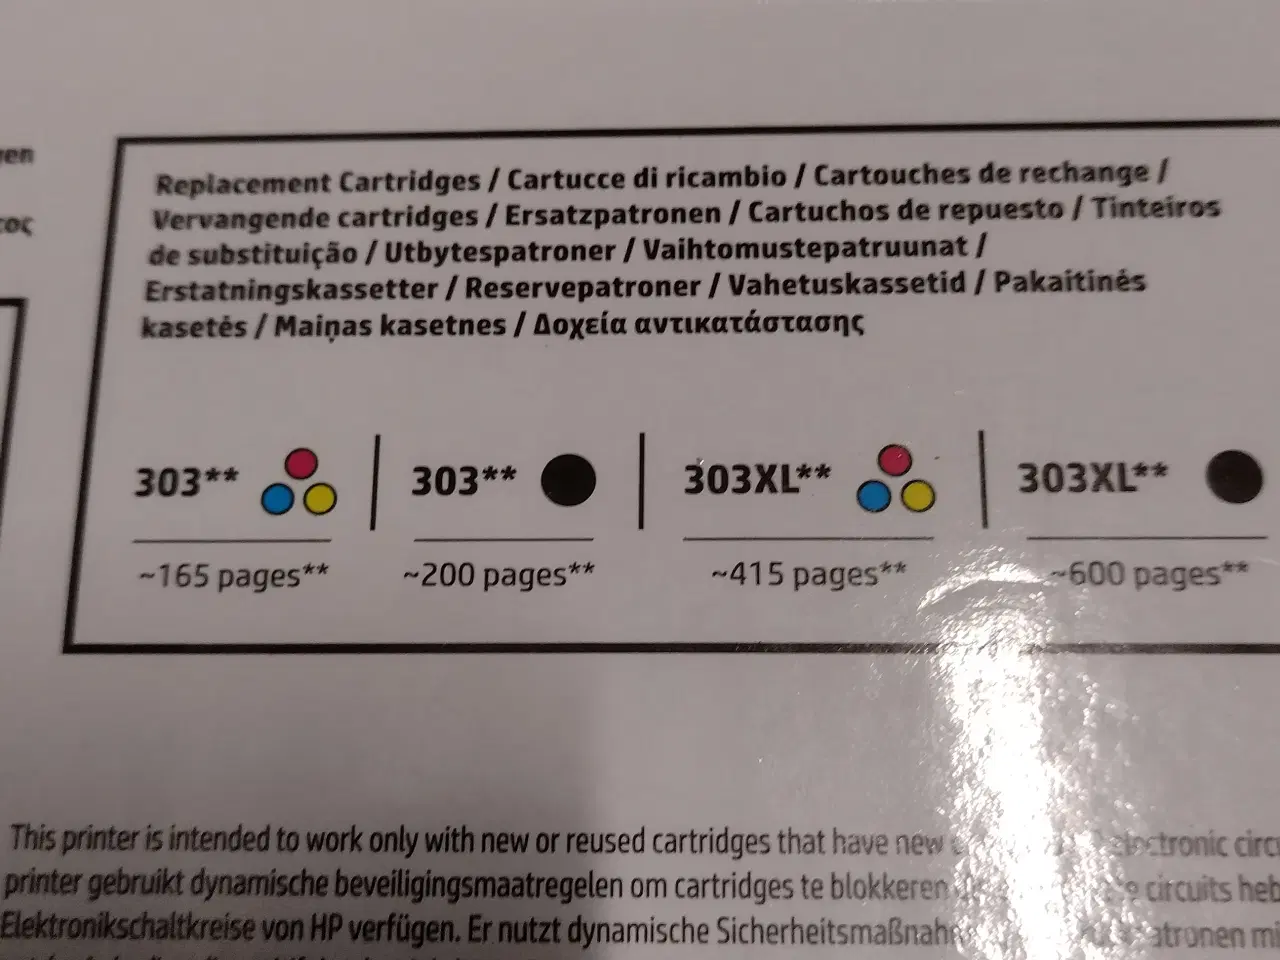 Replacement Cartridges / Cartucce di ricambio / Cartouches de rechange /
Vervangende cartridges / Ersatzpatronen / Cartuchos de repuesto / Tinteiros
de substituição / Utbytespatroner / Vaihtomustepatruunat /
Erstatningskassetter / Reservepatroner / Vahetuskassetid / Pakaitinės
kasetės / Maiņas kasetnes / Δοχεία αντικατάστασης
303** 303** 303XL** 303XL**
~165 pages** ~200 pages** ~415 pages** ~600 pages**
This printer is intended to work only with new or reused cartridges that have new electronic
printer gebruikt dynamische beveiligingsmaatregelen om cartridges te blokkeren circuits
Elektronikschaltkreise von HP verfügen. Er nutzt dynamische